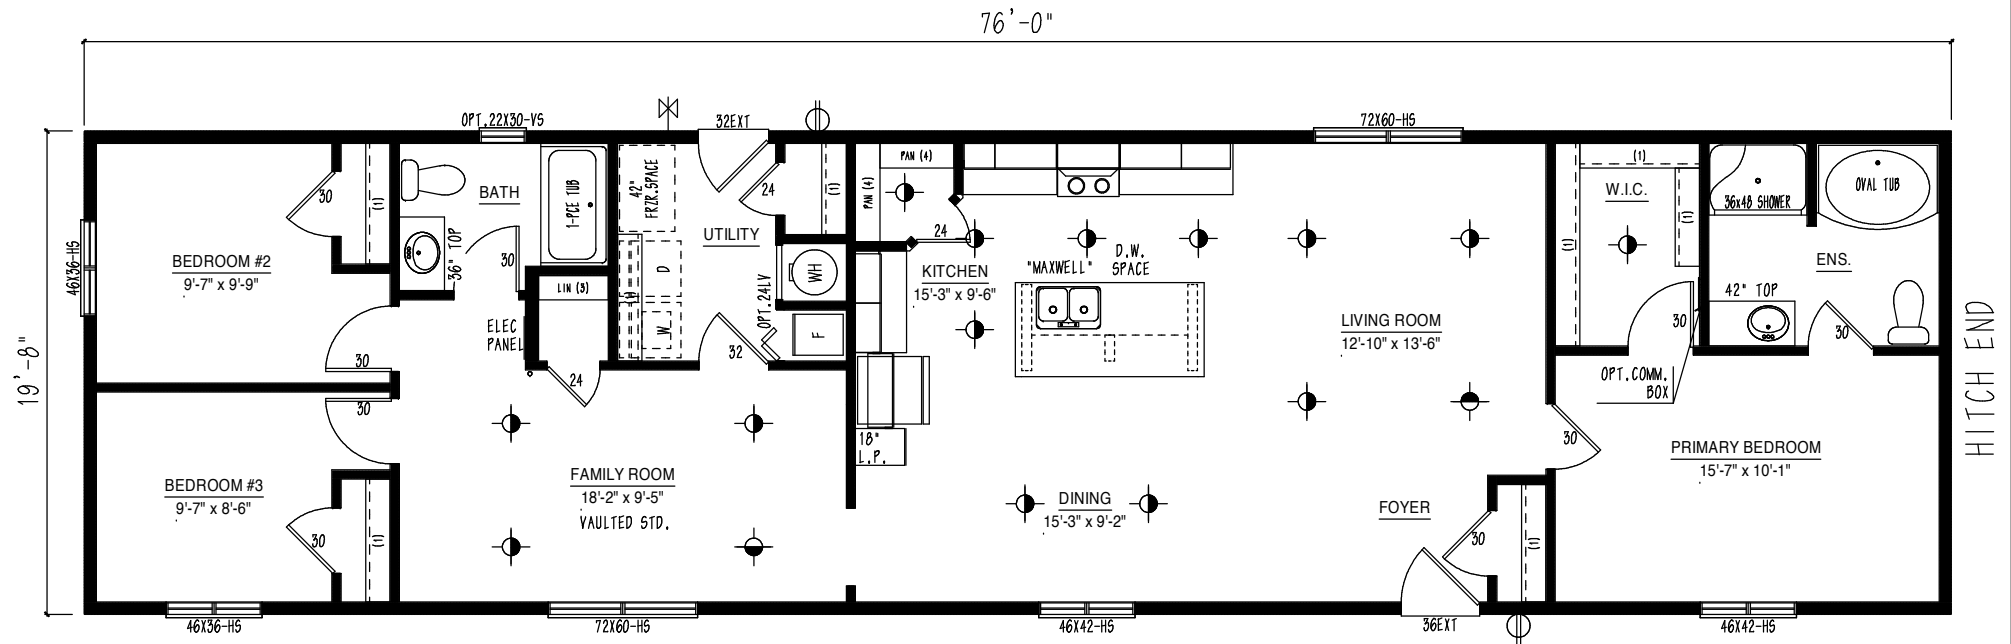 76'-0"
OPT.22X30-VS
32EXT
72X60-HS
19'-8"
46X36-HS
BEDROOM #2
9'-7" x 9'-9"
30
(1)
30
BATH
36" TOP
30
1-PCE TUB
LIN (3)
ELEC
PANEL
24
42"
FRZR.SPACE
UTILITY
24
(1)
D
W
(1)
OPT.24LV
WH
F
32
PAN (4)
PAN (4)
24
KITCHEN
15'-3" x 9'-6"
"MAXWELL"
D.W.
SPACE
18"
L.P.
LIVING ROOM
12'-10" x 13'-6"
(1)
W.I.C.
(1)
(1)
30
OPT.COMM.
BOX
36x48 SHOWER
OVAL TUB
ENS.
42" TOP
30
HITCH END
30
BEDROOM #3
9'-7" x 8'-6"
30
(1)
FAMILY ROOM
18'-2" x 9'-5"
VAULTED STD.
DINING
15'-3" x 9'-2"
FOYER
30
(1)
30
PRIMARY BEDROOM
15'-7" x 10'-1"
46X36-HS
72X60-HS
46X42-HS
36EXT
46X42-HS